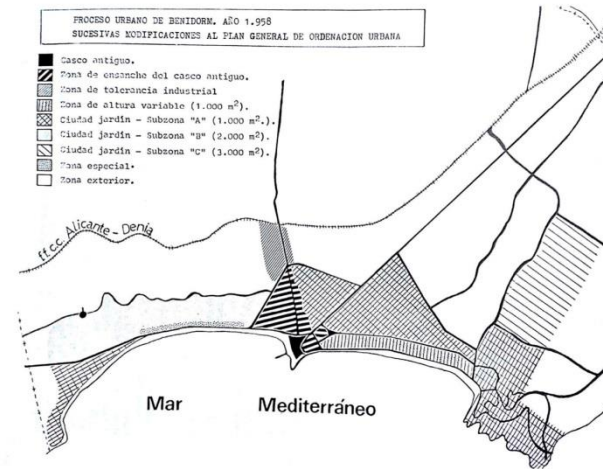 PROCESO URBANO DE BENIDORM. AÑO 1.958
SUCESIVAS MODIFICACIONES AL PLAN GENERAL DE ORDENACION URBANA
Casco antiguo.
Zona de ensanche del casco antiguo.
Zona de tolerancia industrial
Zona de altura variable (1.000 m²).
Ciudad jardín - Subzona "A" (1.000 m².).
Ciudad jardín - Subzona "B" (2.000 m²).
Ciudad jardín - Subzona "C" (3.000 m²).
Zona especial.
Zona exterior.
ff.cc. Alicante - Denia
Mar Mediterráneo